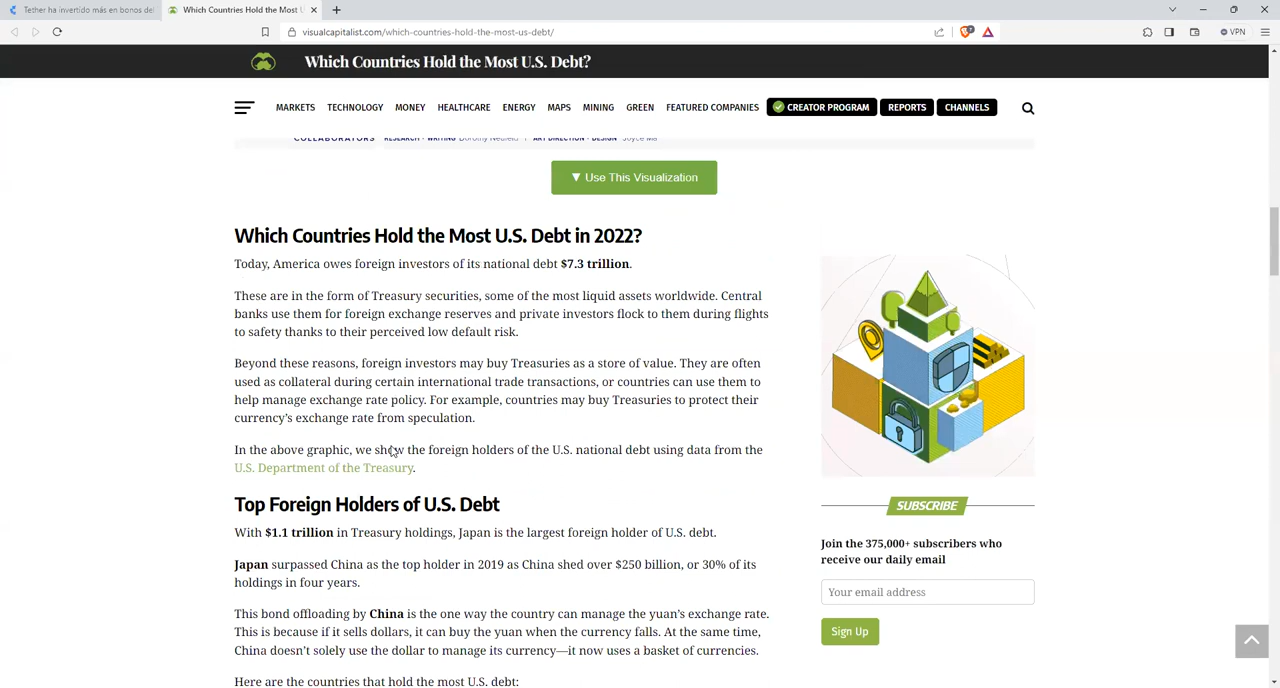 Tether ha invertido más en bonos del
Which Countries Hold the Most U
visualcapitalist.com/which-countries-hold-the-most-us-debt/
VPN
Which Countries Hold the Most U.S. Debt?
MARKETS TECHNOLOGY MONEY HEALTHCARE ENERGY MAPS MINING GREEN FEATURED COMPANIES CREATOR PROGRAM REPORTS CHANNELS
COLLABORATORS RESEARCH + WRITING Dorothy Neufeld | ART DIRECTION + DESIGN Joyce Ma
▼ Use This Visualization
Which Countries Hold the Most U.S. Debt in 2022?
Today, America owes foreign investors of its national debt $7.3 trillion.
These are in the form of Treasury securities, some of the most liquid assets worldwide. Central
banks use them for foreign exchange reserves and private investors flock to them during flights
to safety thanks to their perceived low default risk.
Beyond these reasons, foreign investors may buy Treasuries as a store of value. They are often
used as collateral during certain international trade transactions, or countries can use them to
help manage exchange rate policy. For example, countries may buy Treasuries to protect their
currency's exchange rate from speculation.
In the above graphic, we show the foreign holders of the U.S. national debt using data from the
U.S. Department of the Treasury.
Top Foreign Holders of U.S. Debt
With $1.1 trillion in Treasury holdings, Japan is the largest foreign holder of U.S. debt.
Japan surpassed China as the top holder in 2019 as China shed over $250 billion, or 30% of its
holdings in four years.
This bond offloading by China is the one way the country can manage the yuan's exchange rate.
This is because if it sells dollars, it can buy the yuan when the currency falls. At the same time,
China doesn't solely use the dollar to manage its currency—it now uses a basket of currencies.
Here are the countries that hold the most U.S. debt:
SUBSCRIBE
Join the 375,000+ subscribers who
receive our daily email
Your email address
Sign Up